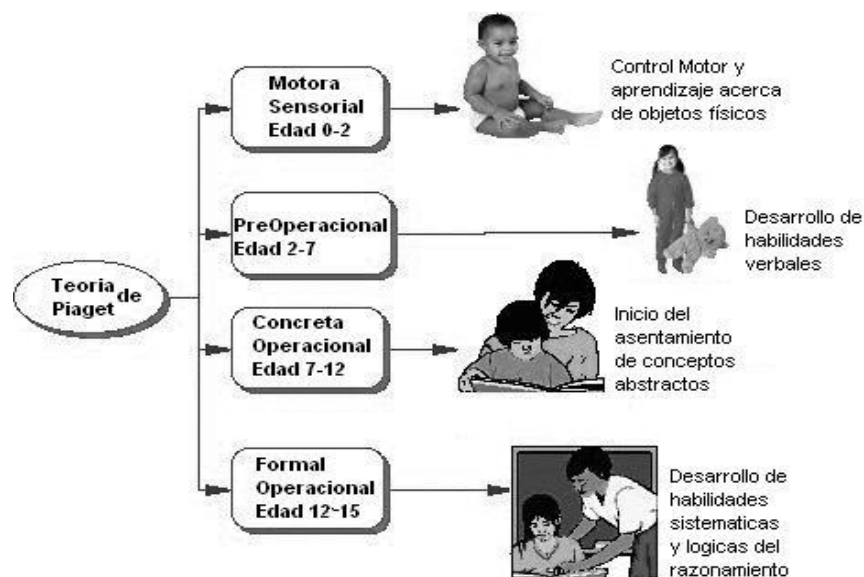 Teoria de
Piaget
Motora
Sensorial
Edad 0-2
Control Motor y
aprendizaje acerca
de objetos físicos
PreOperacional
Edad 2-7
Desarrollo de
habilidades
verbales
Concreta
Operacional
Edad 7-12
Inicio del
asentamiento
de conceptos
abstractos
Formal
Operacional
Edad 12~15
Desarrollo de
habilidades
sistematicas
y logicas del
razonamiento